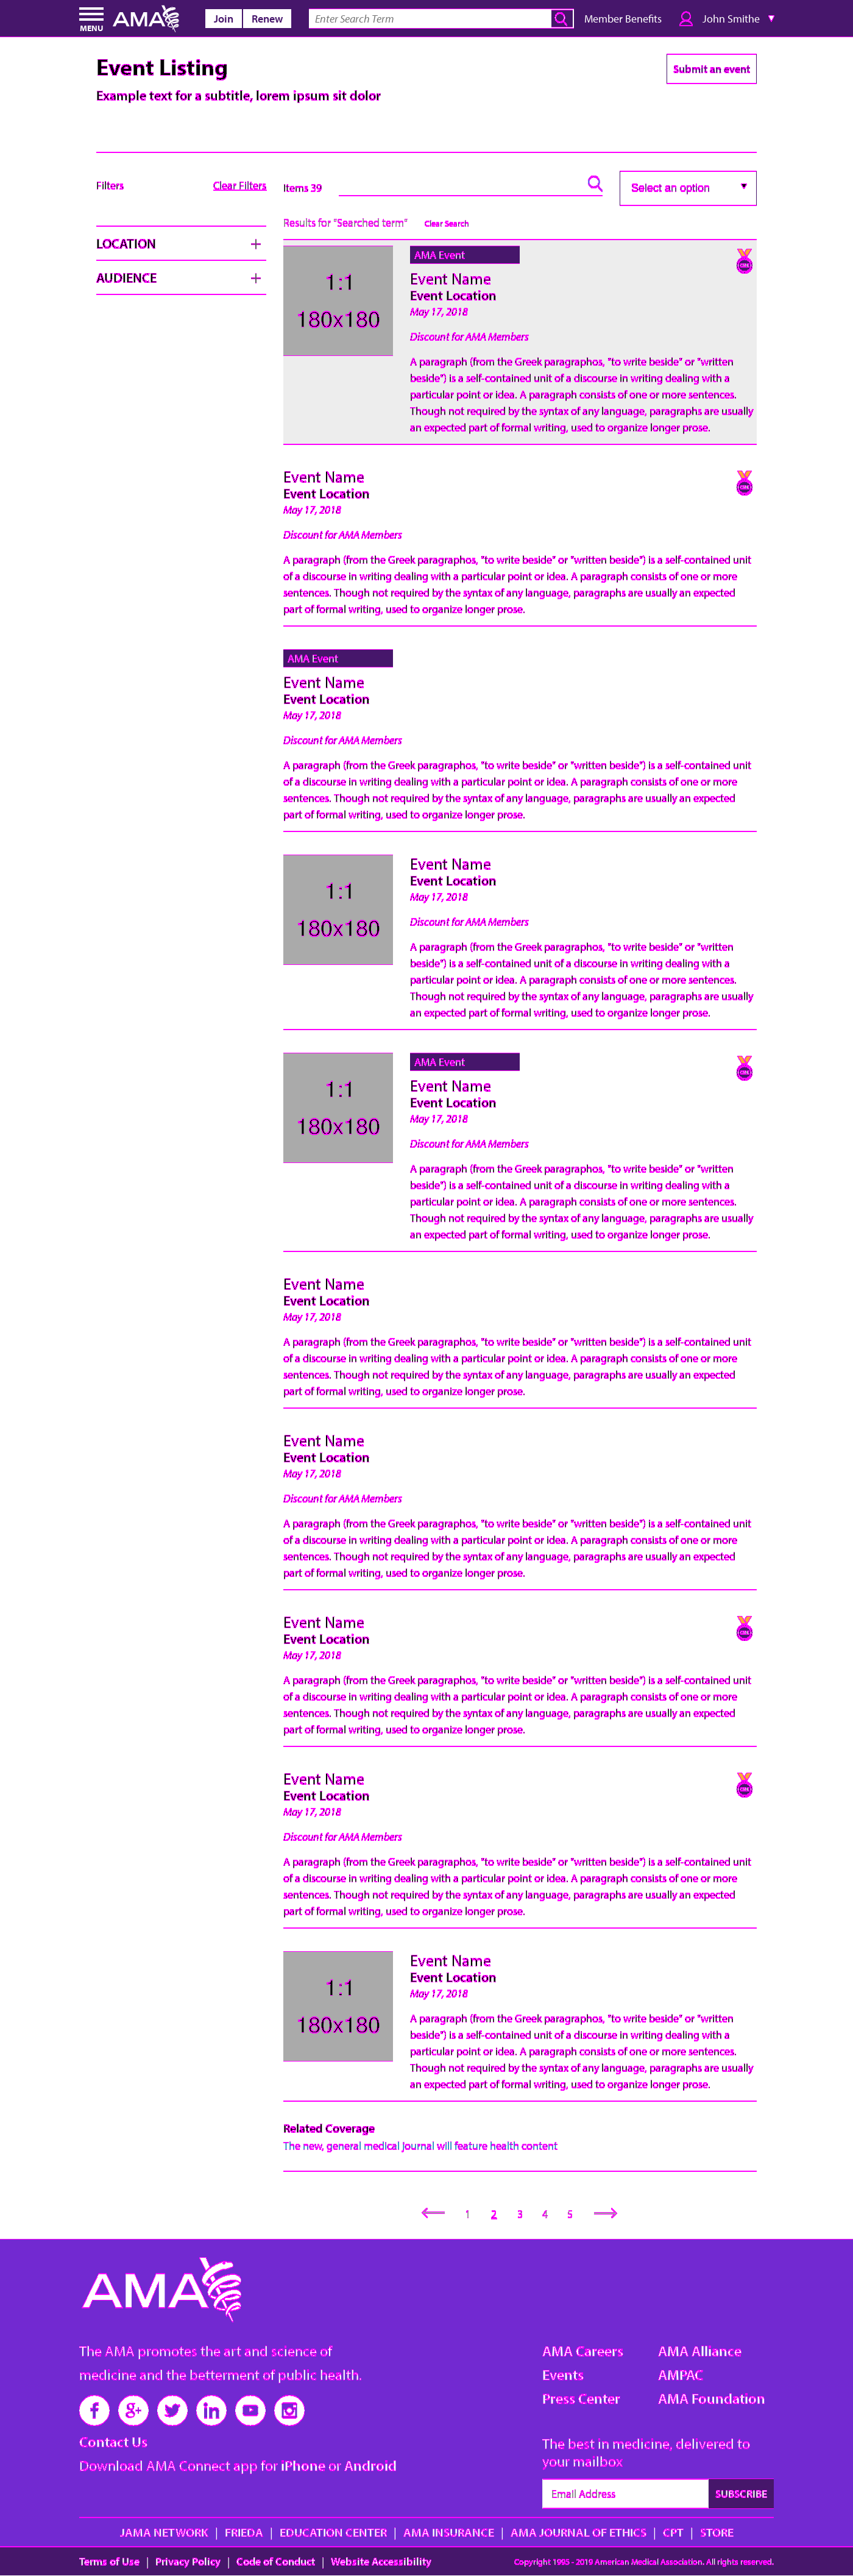 MENU
AMA
Join
Renew
Enter Search Term
Member Benefits
John Smithe
Event Listing
Submit an event
Example text for a subtitle, lorem ipsum sit dolor
Filters
Clear Filters
Items 39
Select an option
Results for "Searched term"
Clear Search
LOCATION
AUDIENCE
1:1
180x180
AMA Event
Event Name
Event Location
May 17, 2018
Discount for AMA Members
A paragraph (from the Greek paragraphos, "to write beside" or "written
beside") is a self-contained unit of a discourse in writing dealing with a
particular point or idea. A paragraph consists of one or more sentences.
Though not required by the syntax of any language, paragraphs are usually
an expected part of formal writing, used to organize longer prose.
Event Name
Event Location
May 17, 2018
Discount for AMA Members
A paragraph (from the Greek paragraphos, "to write beside" or "written beside") is a self-contained unit
of a discourse in writing dealing with a particular point or idea. A paragraph consists of one or more
sentences. Though not required by the syntax of any language, paragraphs are usually an expected
part of formal writing, used to organize longer prose.
AMA Event
Event Name
Event Location
May 17, 2018
Discount for AMA Members
A paragraph (from the Greek paragraphos, "to write beside" or "written beside") is a self-contained unit
of a discourse in writing dealing with a particular point or idea. A paragraph consists of one or more
sentences. Though not required by the syntax of any language, paragraphs are usually an expected
part of formal writing, used to organize longer prose.
1:1
180x180
Event Name
Event Location
May 17, 2018
Discount for AMA Members
A paragraph (from the Greek paragraphos, "to write beside" or "written
beside") is a self-contained unit of a discourse in writing dealing with a
particular point or idea. A paragraph consists of one or more sentences.
Though not required by the syntax of any language, paragraphs are usually
an expected part of formal writing, used to organize longer prose.
1:1
180x180
AMA Event
Event Name
Event Location
May 17, 2018
Discount for AMA Members
A paragraph (from the Greek paragraphos, "to write beside" or "written
beside") is a self-contained unit of a discourse in writing dealing with a
particular point or idea. A paragraph consists of one or more sentences.
Though not required by the syntax of any language, paragraphs are usually
an expected part of formal writing, used to organize longer prose.
Event Name
Event Location
May 17, 2018
A paragraph (from the Greek paragraphos, "to write beside" or "written beside") is a self-contained unit
of a discourse in writing dealing with a particular point or idea. A paragraph consists of one or more
sentences. Though not required by the syntax of any language, paragraphs are usually an expected
part of formal writing, used to organize longer prose.
Event Name
Event Location
May 17, 2018
Discount for AMA Members
A paragraph (from the Greek paragraphos, "to write beside" or "written beside") is a self-contained unit
of a discourse in writing dealing with a particular point or idea. A paragraph consists of one or more
sentences. Though not required by the syntax of any language, paragraphs are usually an expected
part of formal writing, used to organize longer prose.
Event Name
Event Location
May 17, 2018
A paragraph (from the Greek paragraphos, "to write beside" or "written beside") is a self-contained unit
of a discourse in writing dealing with a particular point or idea. A paragraph consists of one or more
sentences. Though not required by the syntax of any language, paragraphs are usually an expected
part of formal writing, used to organize longer prose.
Event Name
Event Location
May 17, 2018
Discount for AMA Members
A paragraph (from the Greek paragraphos, "to write beside" or "written beside") is a self-contained unit
of a discourse in writing dealing with a particular point or idea. A paragraph consists of one or more
sentences. Though not required by the syntax of any language, paragraphs are usually an expected
part of formal writing, used to organize longer prose.
1:1
180x180
Event Name
Event Location
May 17, 2018
A paragraph (from the Greek paragraphos, "to write beside" or "written
beside") is a self-contained unit of a discourse in writing dealing with a
particular point or idea. A paragraph consists of one or more sentences.
Though not required by the syntax of any language, paragraphs are usually
an expected part of formal writing, used to organize longer prose.
Related Coverage
The new, general medical journal will feature health content
1 2 3 4 5
AMA
The AMA promotes the art and science of
medicine and the betterment of public health.
Contact Us
Download AMA Connect app for iPhone or Android
AMA Careers
AMA Alliance
Events
AMPAC
Press Center
AMA Foundation
The best in medicine, delivered to
your mailbox
Email Address
SUBSCRIBE
JAMA NETWORK | FRIEDA | EDUCATION CENTER | AMA INSURANCE | AMA JOURNAL OF ETHICS | CPT | STORE
Terms of Use | Privacy Policy | Code of Conduct | Website Accessibility
Copyright 1995 - 2019 American Medical Association. All rights reserved.